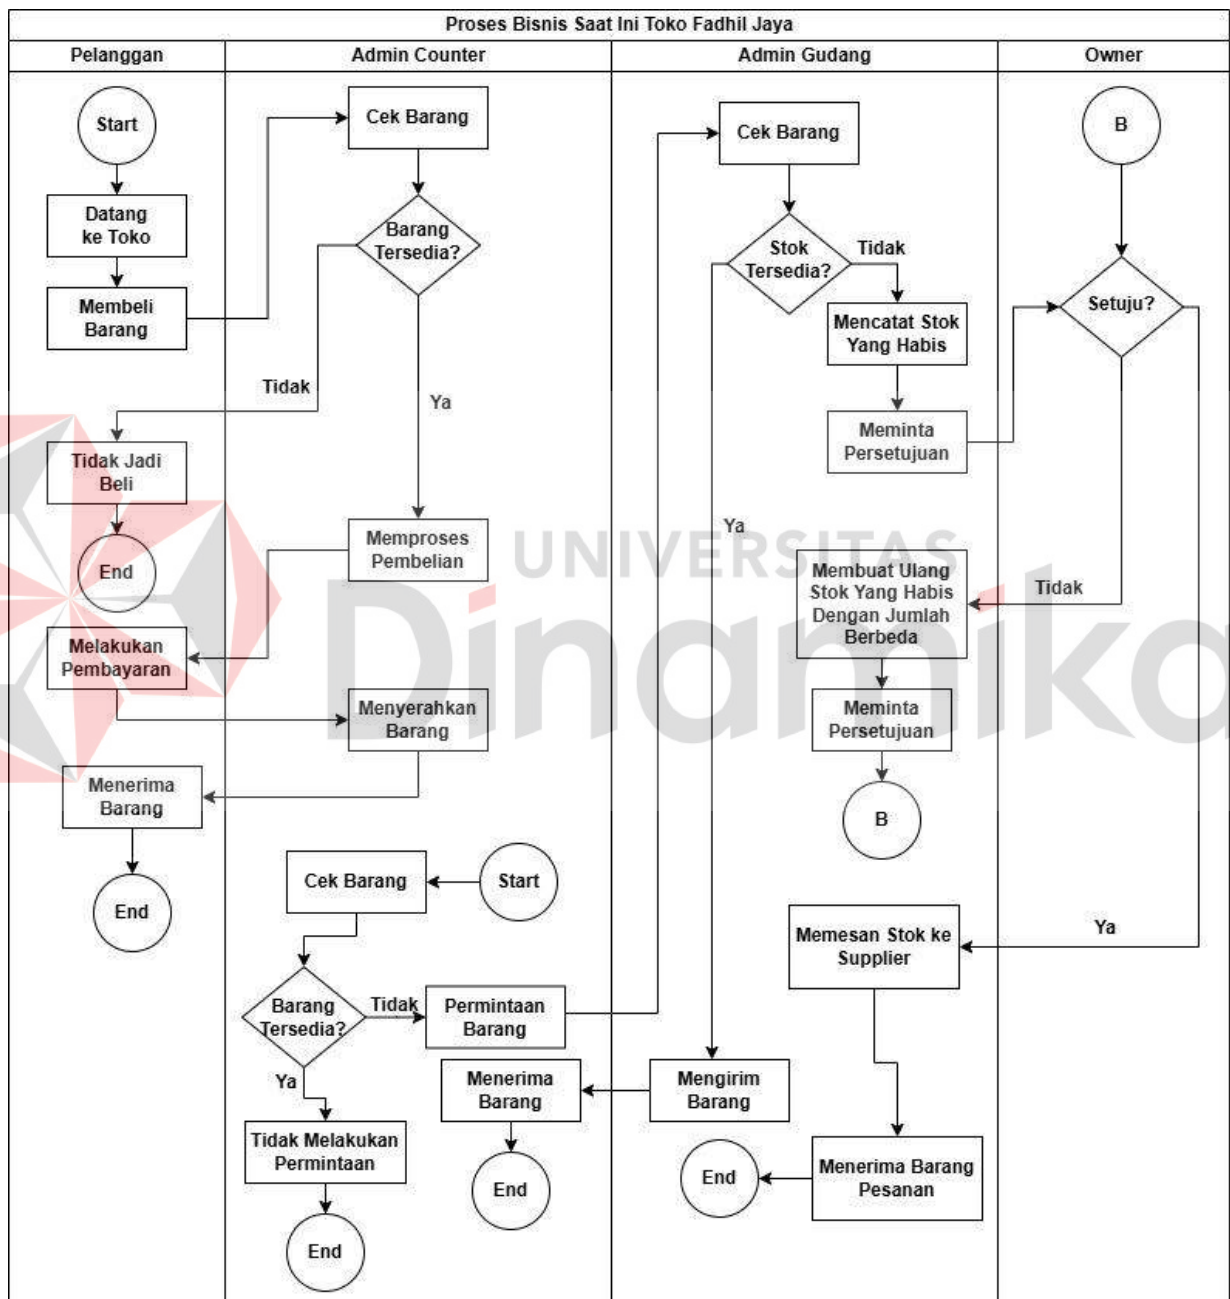 Proses Bisnis Saat Ini Toko Fadhil Jaya
Pelanggan
Admin Counter
Admin Gudang
Owner
Start
Datang
ke Toko
Membeli
Barang
Tidak Jadi
Beli
End
Melakukan
Pembayaran
Menerima
Barang
End
Cek Barang
Barang
Tersedia?
Tidak
Ya
Memproses
Pembelian
Menyerahkan
Barang
Start
Cek Barang
Barang
Tersedia?
Tidak
Permintaan
Barang
Ya
Tidak Melakukan
Permintaan
End
Menerima
Barang
End
Cek Barang
Stok
Tersedia?
Tidak
Mencatat Stok
Yang Habis
Meminta
Persetujuan
Ya
Membuat Ulang
Stok Yang Habis
Dengan Jumlah
Berbeda
Meminta
Persetujuan
B
Memesan Stok ke
Supplier
Mengirim
Barang
Menerima Barang
Pesanan
End
B
Setuju?
Tidak
Ya
UNIVERSITAS
Dinamika